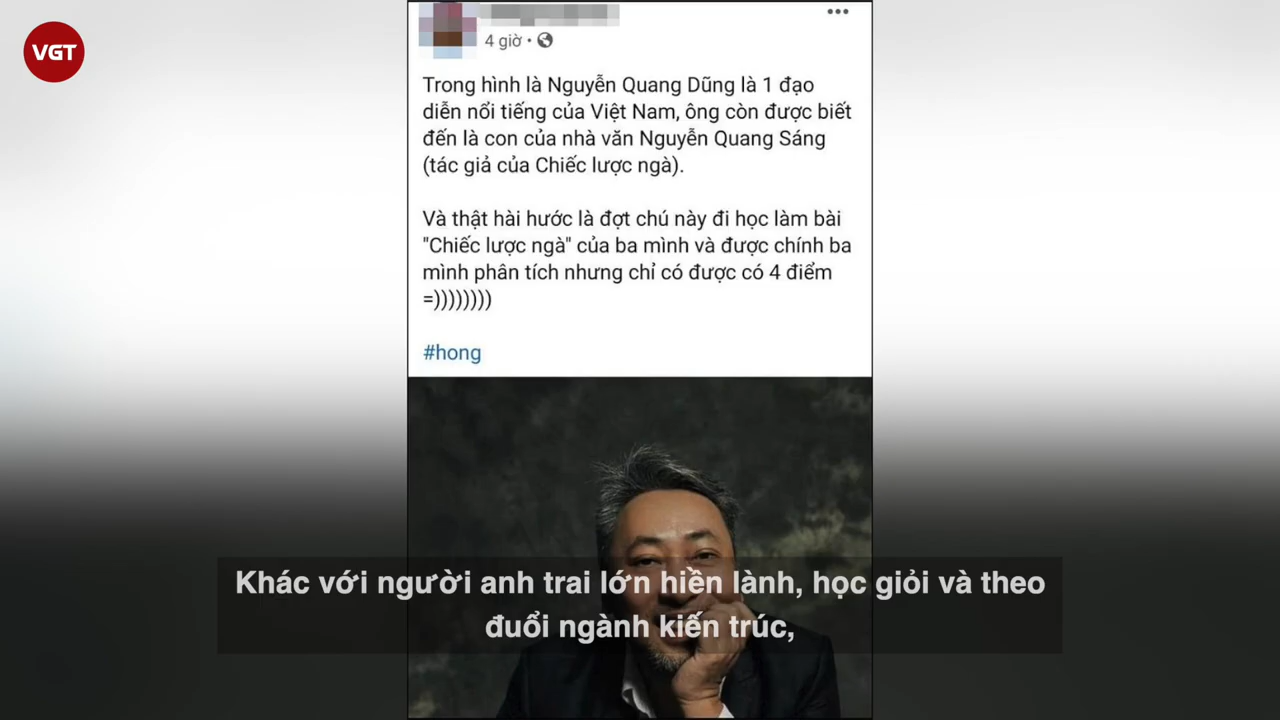 VGT
4 giờ •
Trong hình là Nguyễn Quang Dũng là 1 đạo
diễn nổi tiếng của Việt Nam, ông còn được biết
đến là con của nhà văn Nguyễn Quang Sáng
(tác giả của Chiếc lược ngà).
Và thật hài hước là đợt chú này đi học làm bài
"Chiếc lược ngà" của ba mình và được chính ba
mình phân tích nhưng chỉ có được có 4 điểm
=))))))))
#hong
Khác với người anh trai lớn hiền lành, học giỏi và theo
đuổi ngành kiến trúc,